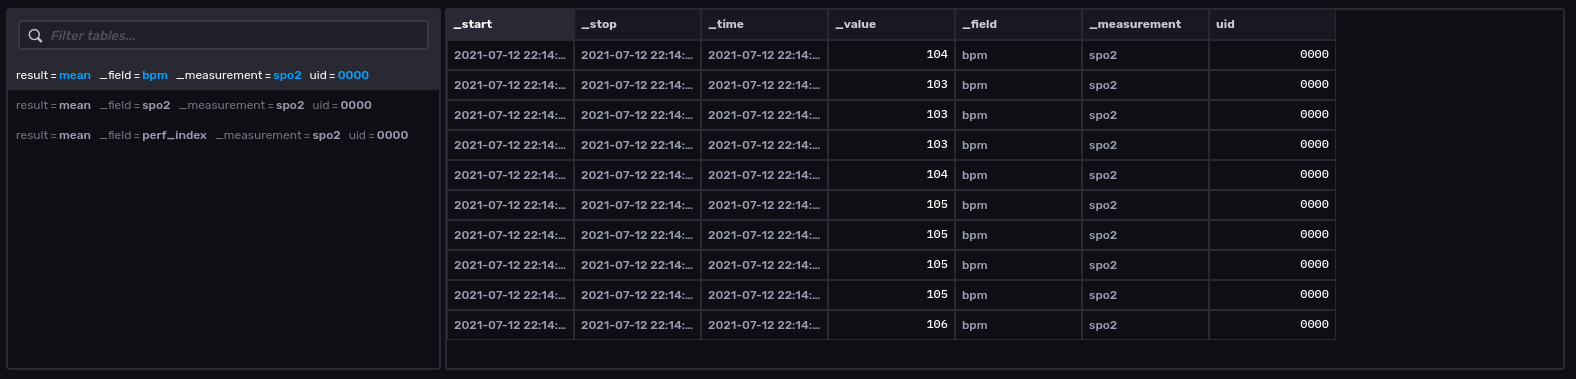 Filter tables...
result = mean _field = bpm _measurement = spo2 uid = 0000
result = mean _field = spo2 _measurement = spo2 uid = 0000
result = mean _field = perf_index _measurement = spo2 uid = 0000
_start _stop _time _value _field _measurement uid
2021-07-12 22:14:... 2021-07-12 22:14:... 2021-07-12 22:14:... 104 bpm spo2 0000
2021-07-12 22:14:... 2021-07-12 22:14:... 2021-07-12 22:14:... 103 bpm spo2 0000
2021-07-12 22:14:... 2021-07-12 22:14:... 2021-07-12 22:14:... 103 bpm spo2 0000
2021-07-12 22:14:... 2021-07-12 22:14:... 2021-07-12 22:14:... 103 bpm spo2 0000
2021-07-12 22:14:... 2021-07-12 22:14:... 2021-07-12 22:14:... 104 bpm spo2 0000
2021-07-12 22:14:... 2021-07-12 22:14:... 2021-07-12 22:14:... 105 bpm spo2 0000
2021-07-12 22:14:... 2021-07-12 22:14:... 2021-07-12 22:14:... 105 bpm spo2 0000
2021-07-12 22:14:... 2021-07-12 22:14:... 2021-07-12 22:14:... 105 bpm spo2 0000
2021-07-12 22:14:... 2021-07-12 22:14:... 2021-07-12 22:14:... 105 bpm spo2 0000
2021-07-12 22:14:... 2021-07-12 22:14:... 2021-07-12 22:14:... 106 bpm spo2 0000